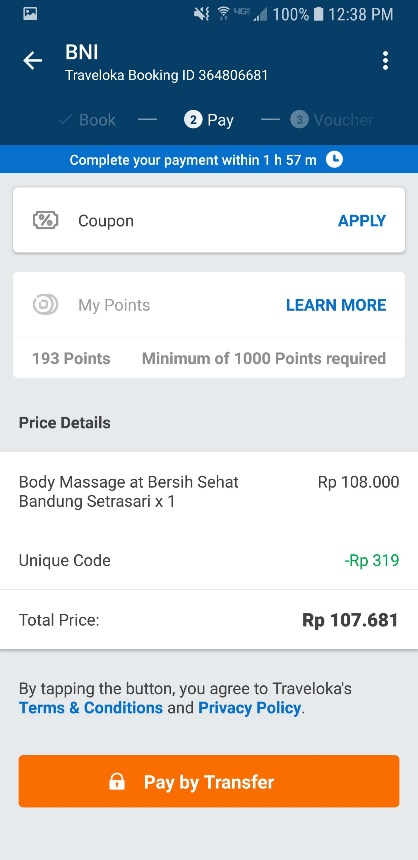 4GE 100% 12:38 PM
BNI
Traveloka Booking ID 364806681
Book
2 Pay
3 Voucher
Complete your payment within 1 h 57 m
Coupon APPLY
My Points LEARN MORE
193 Points Minimum of 1000 Points required
Price Details
Body Massage at Bersih Sehat Rp 108.000
Bandung Setrasari x 1
Unique Code -Rp 319
Total Price: Rp 107.681
By tapping the button, you agree to Traveloka's
Terms & Conditions and Privacy Policy.
Pay by Transfer